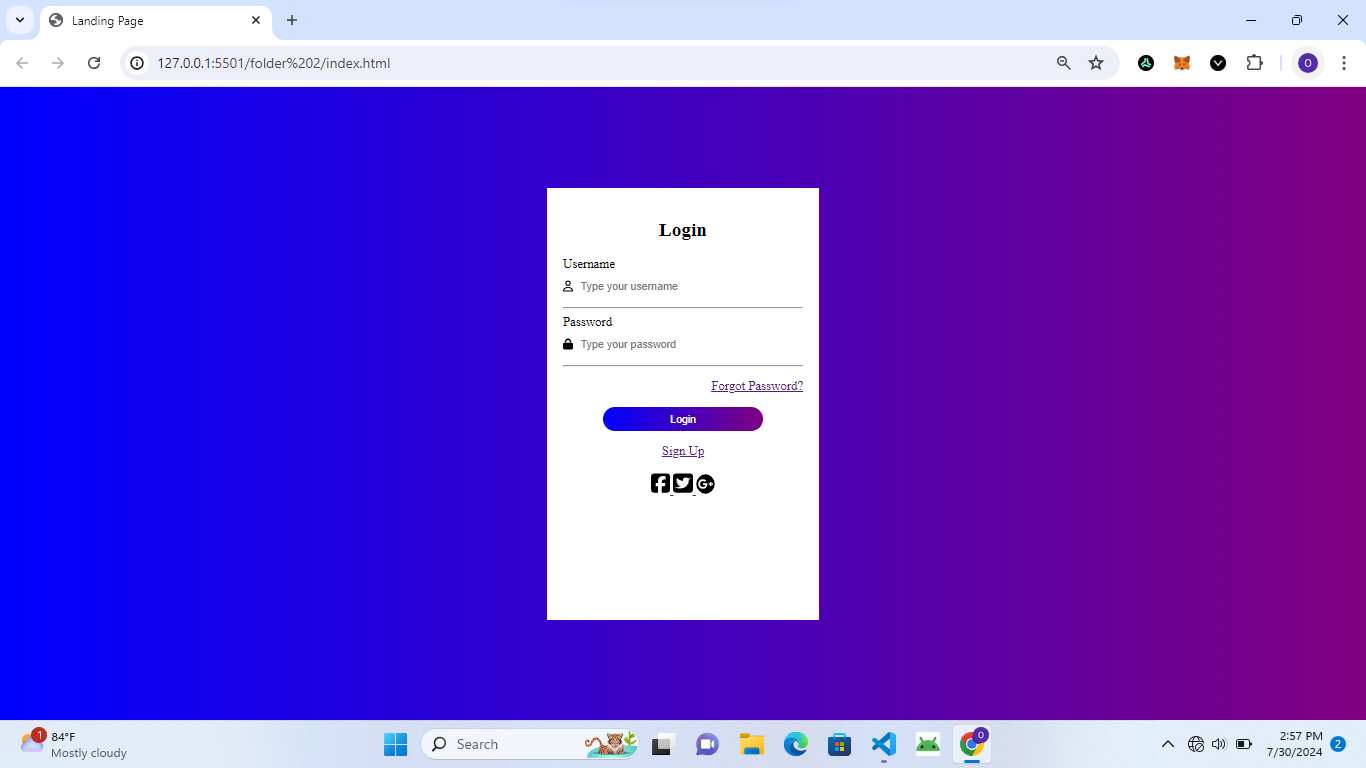 Landing Page
127.0.0.1:5501/folder%202/index.html
O
Login
Username
Type your username
Password
Type your password
Forgot Password?
Login
Sign Up
1
84°F
Mostly cloudy
Search
O
2:57 PM
7/30/2024
2